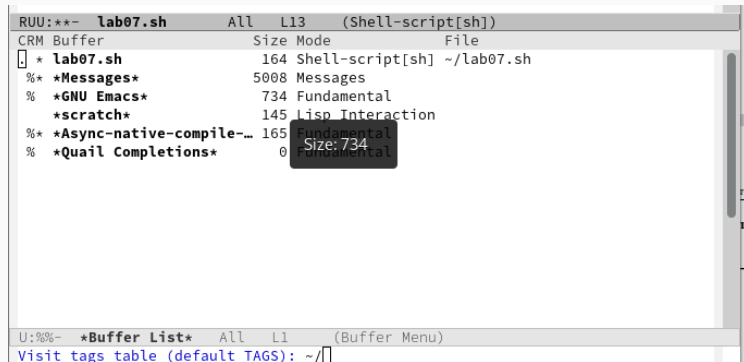 RUU:**-  lab07.sh       All   L13    (Shell-script[sh])
CRM Buffer                Size Mode              File
. * lab07.sh               164 Shell-script[sh] ~/lab07.sh
 %* *Messages*            5008 Messages
 %  *GNU Emacs*            734 Fundamental
    *scratch*              145 Lisp Interaction
 %* *Async-native-compile-… 165 Fundamental
Size: 734
 %  *Quail Completions*      0 Fundamental
U:%%-  *Buffer List*   All   L1     (Buffer Menu)
Visit tags table (default TAGS): ~/